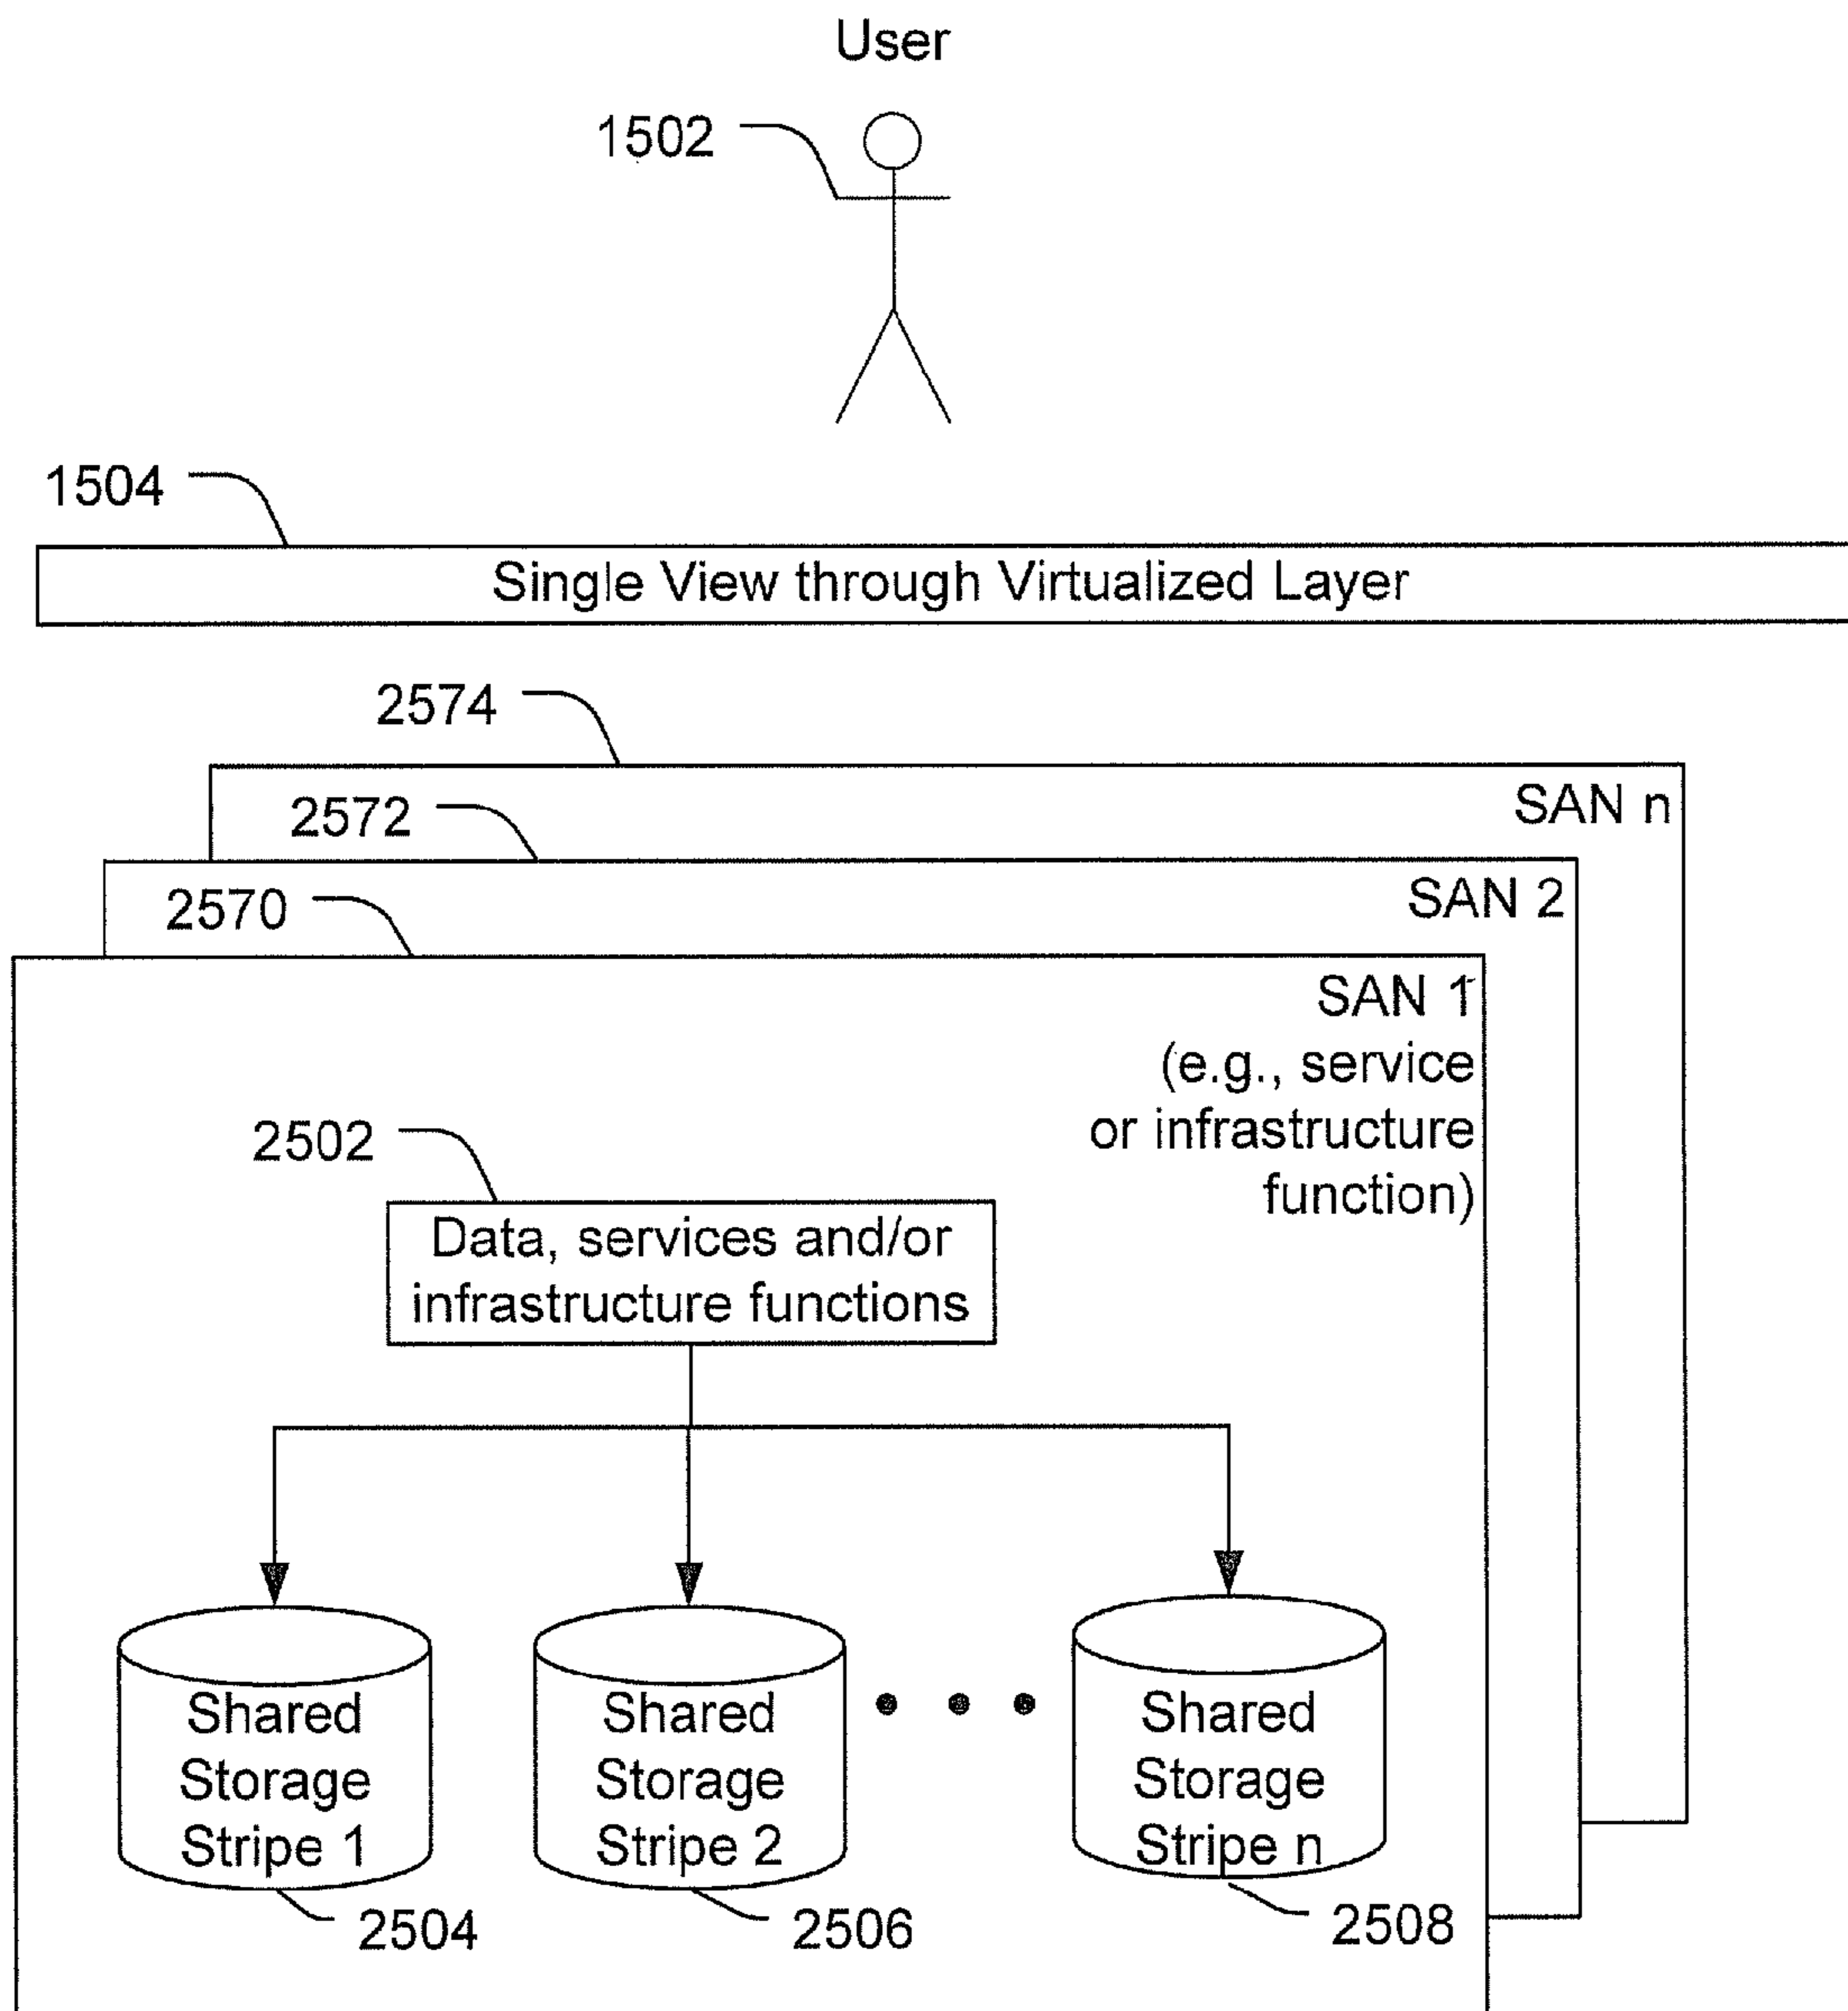 User
1502
1504
Single View through Virtualized Layer
2574
SAN n
2572
SAN 2
2570
SAN 1
(e.g., service
or infrastructure
function)
2502
Data, services and/or
infrastructure functions
Shared
Storage
Stripe 1
Shared
Storage
Stripe 2
Shared
Storage
Stripe n
2504
2506
2508